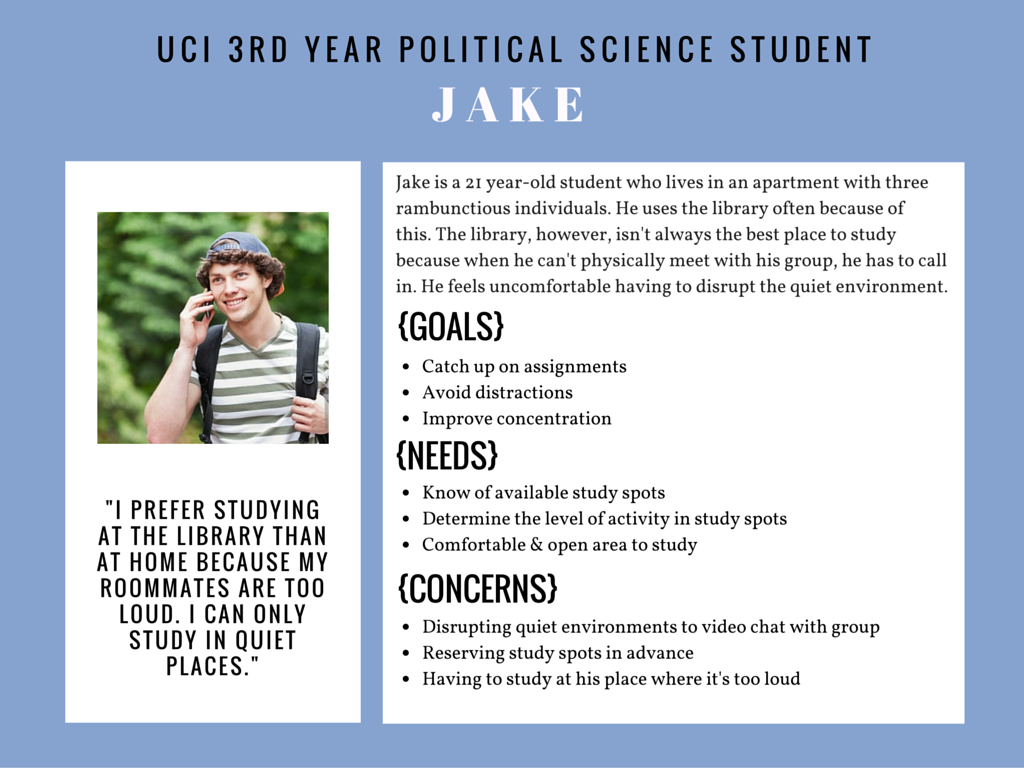 UCI 3RD YEAR POLITICAL SCIENCE STUDENT
JAKE
"I PREFER STUDYING
AT THE LIBRARY THAN
AT HOME BECAUSE MY
ROOMMATES ARE TOO
LOUD. I CAN ONLY
STUDY IN QUIET
PLACES."
Jake is a 21 year-old student who lives in an apartment with three
rambunctious individuals. He uses the library often because of
this. The library, however, isn't always the best place to study
because when he can't physically meet with his group, he has to call
in. He feels uncomfortable having to disrupt the quiet environment.
{GOALS}
• Catch up on assignments
• Avoid distractions
• Improve concentration
{NEEDS}
• Know of available study spots
• Determine the level of activity in study spots
• Comfortable & open area to study
{CONCERNS}
• Disrupting quiet environments to video chat with group
• Reserving study spots in advance
• Having to study at his place where it's too loud